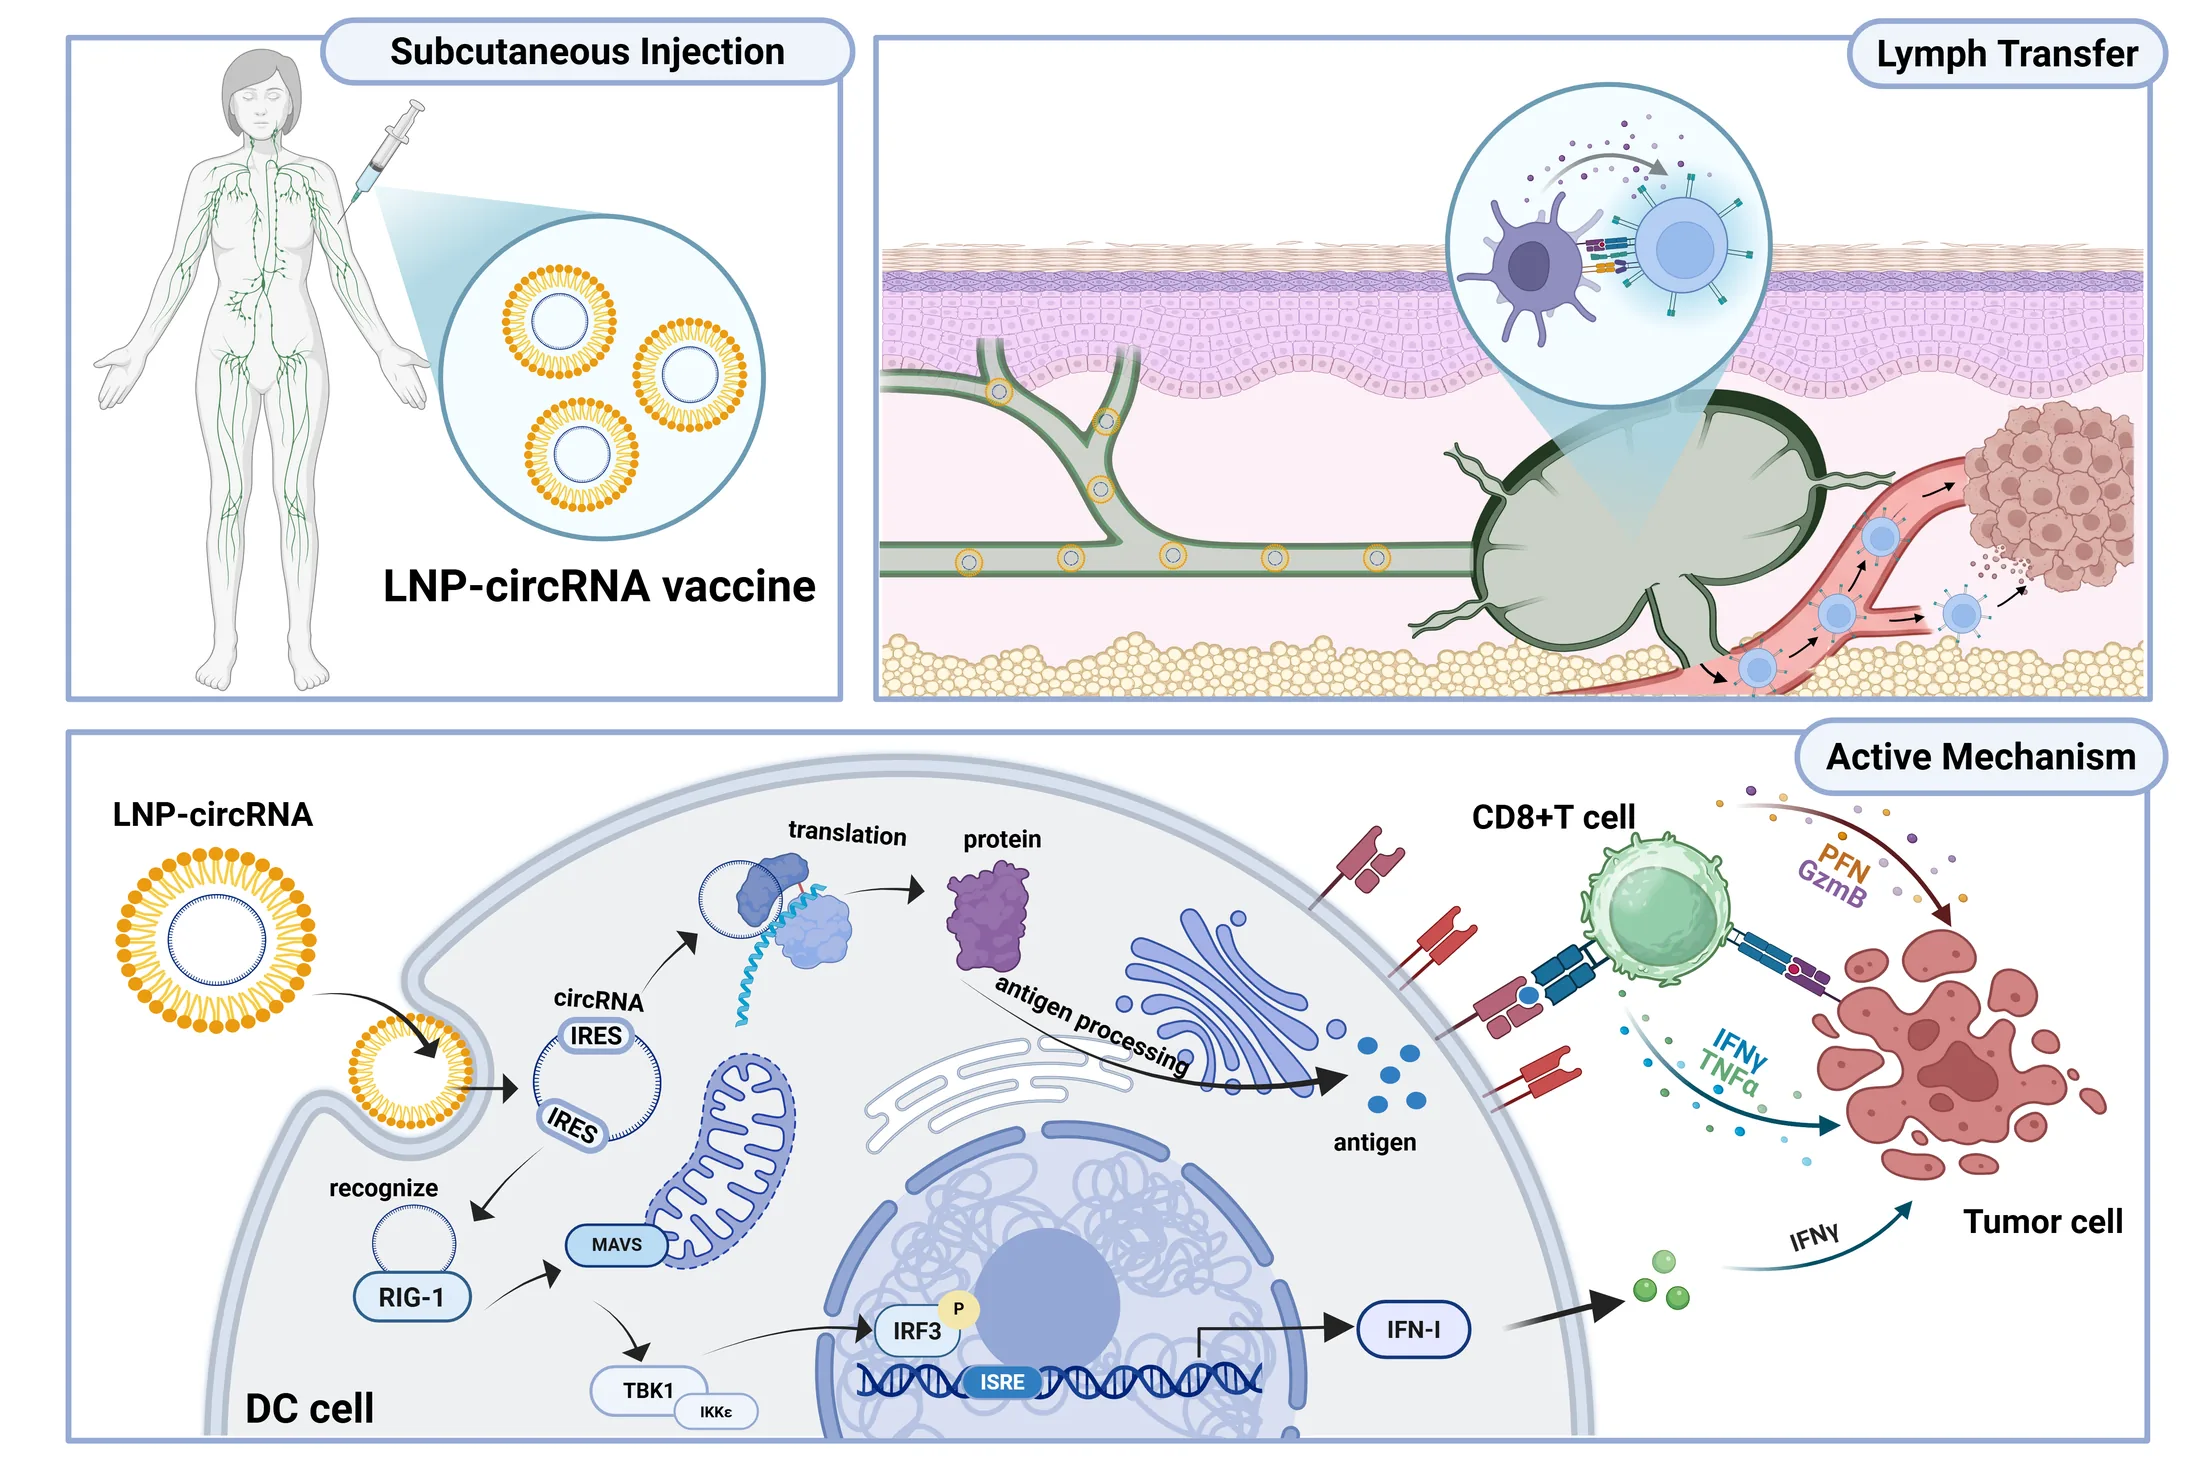 Subcutaneous Injection
LNP-circRNA vaccine
Lymph Transfer
Active Mechanism
LNP-circRNA
translation
protein
circRNA
IRES
IRES
antigen processing
antigen
recognize
RIG-1
MAVS
TBK1
IKKε
IRF3
P
ISRE
IFN-I
DC cell
CD8+T cell
PFN
GzmB
IFNγ
TNFα
IFNγ
Tumor cell